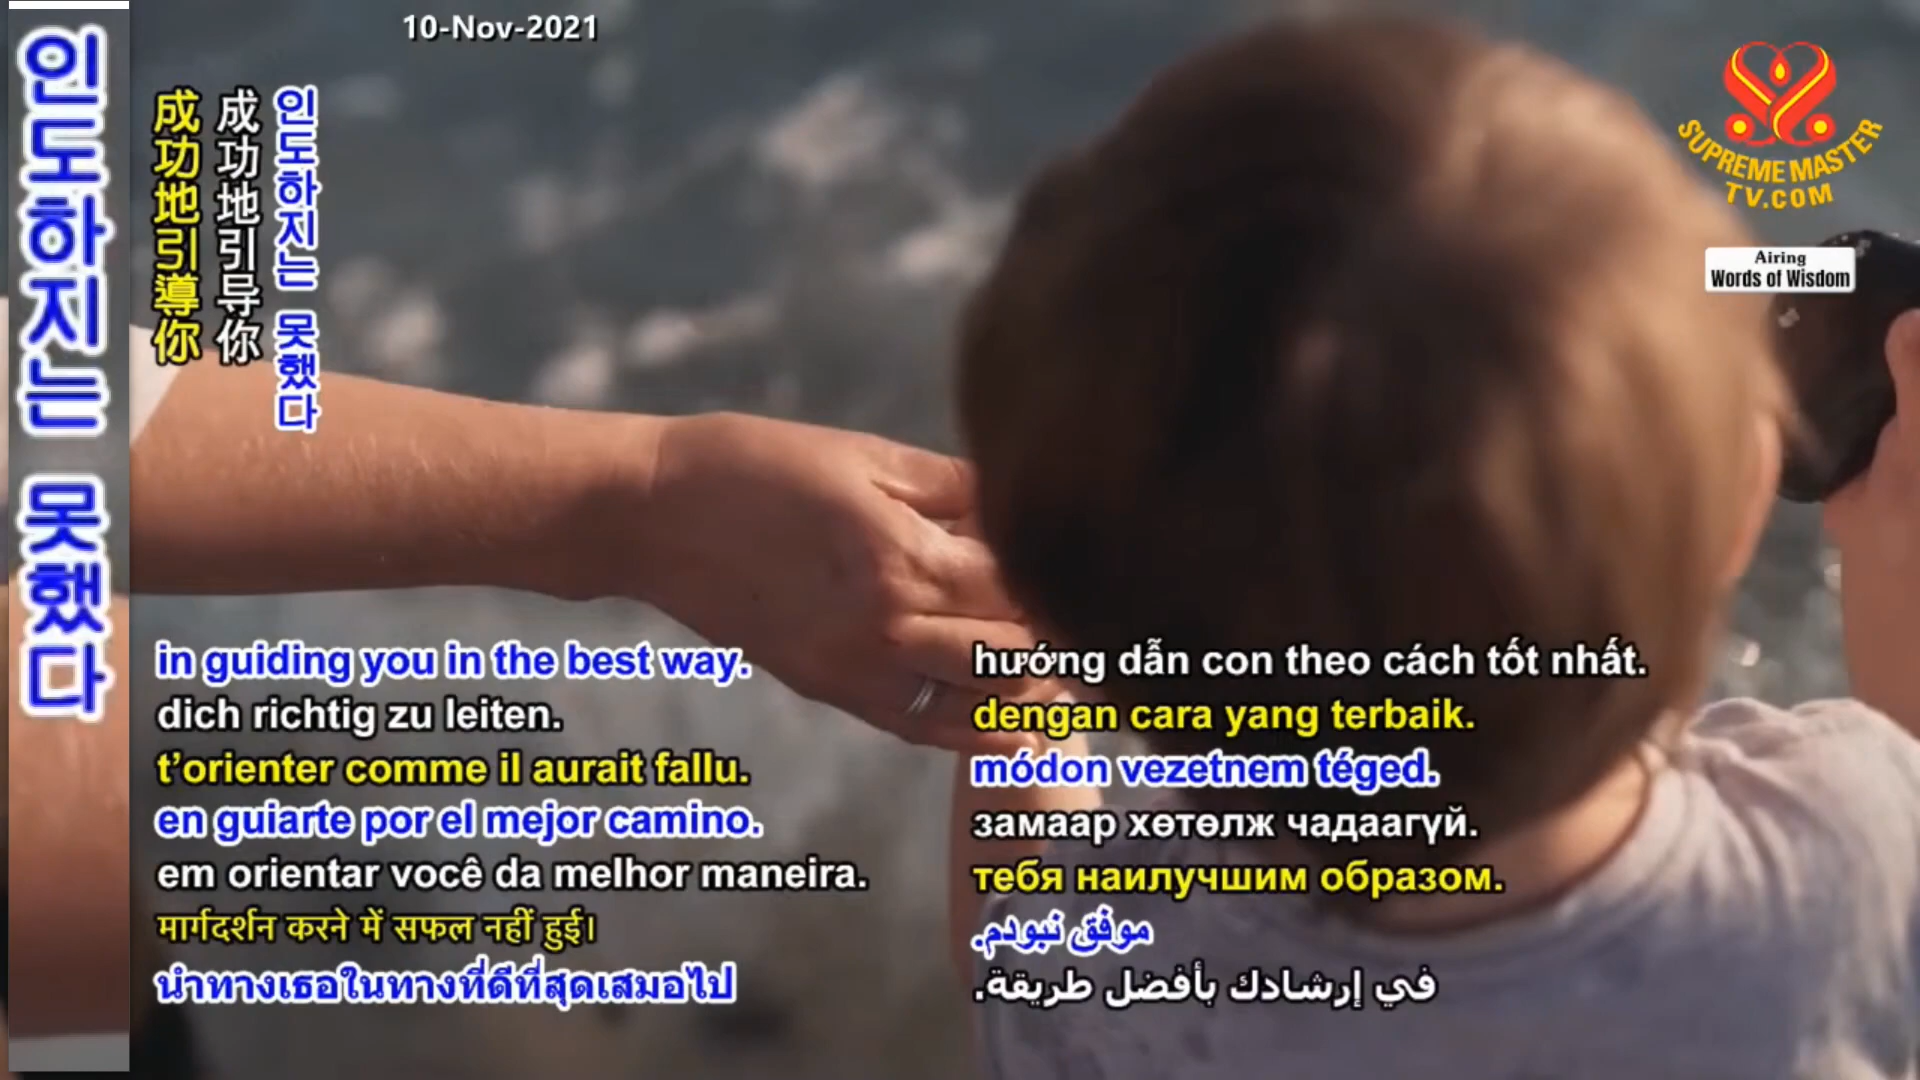 10-Nov-2021
인도하지는 못했다
成功地引導你
成功地引导你
인도하지는 못했다
SUPREME MASTER
TV.COM
Airing
Words of Wisdom
in guiding you in the best way.
dich richtig zu leiten.
t’orienter comme il aurait fallu.
en guiarte por el mejor camino.
em orientar você da melhor maneira.
मार्गदर्शन करने में सफल नहीं हुई।
นำทางเธอในทางที่ดีที่สุดเสมอไป
hướng dẫn con theo cách tốt nhất.
dengan cara yang terbaik.
módon vezetnem téged.
замаар хөтөлж чадаагүй.
тебя наилучшим образом.
موفق نبودم.
في إرشادك بأفضل طريقة.